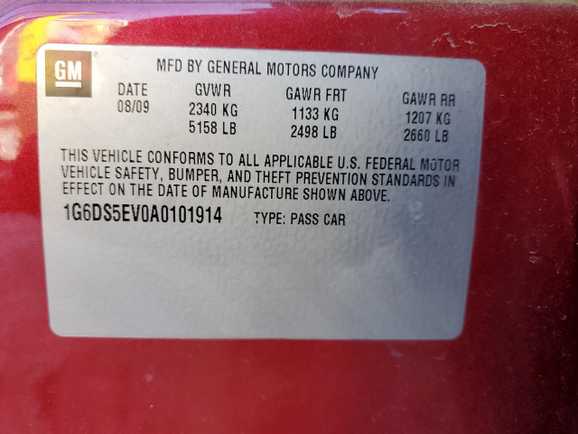 GM
MFD BY GENERAL MOTORS COMPANY
DATE GVWR GAWR FRT GAWR RR
08/09 2340 KG 1133 KG 1207 KG
5158 LB 2498 LB 2660 LB
THIS VEHICLE CONFORMS TO ALL APPLICABLE U.S. FEDERAL MOTOR
VEHICLE SAFETY, BUMPER, AND THEFT PREVENTION STANDARDS IN
EFFECT ON THE DATE OF MANUFACTURE SHOWN ABOVE.
1G6DS5EV0A0101914 TYPE: PASS CAR